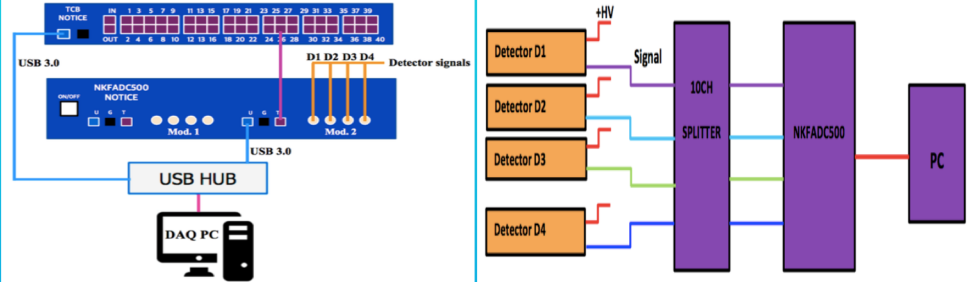 TCB
NOTICE
IN 1 3 5 7 9 11 13 15 17 19 21 23 25 27 29 31 33 35 37 39
OUT 2 4 6 8 10 12 14 16 18 20 22 24 26 28 30 32 34 36 38 40
USB 3.0
D1 D2 D3 D4
Detector signals
NKFADC500
NOTICE
ON/OFF
U G T
U G T
Mod. 1
Mod. 2
USB 3.0
USB HUB
DAQ PC
+HV
Detector D1
Signal
Detector D2
Detector D3
Detector D4
10CH
SPLITTER
NKFADC500
PC